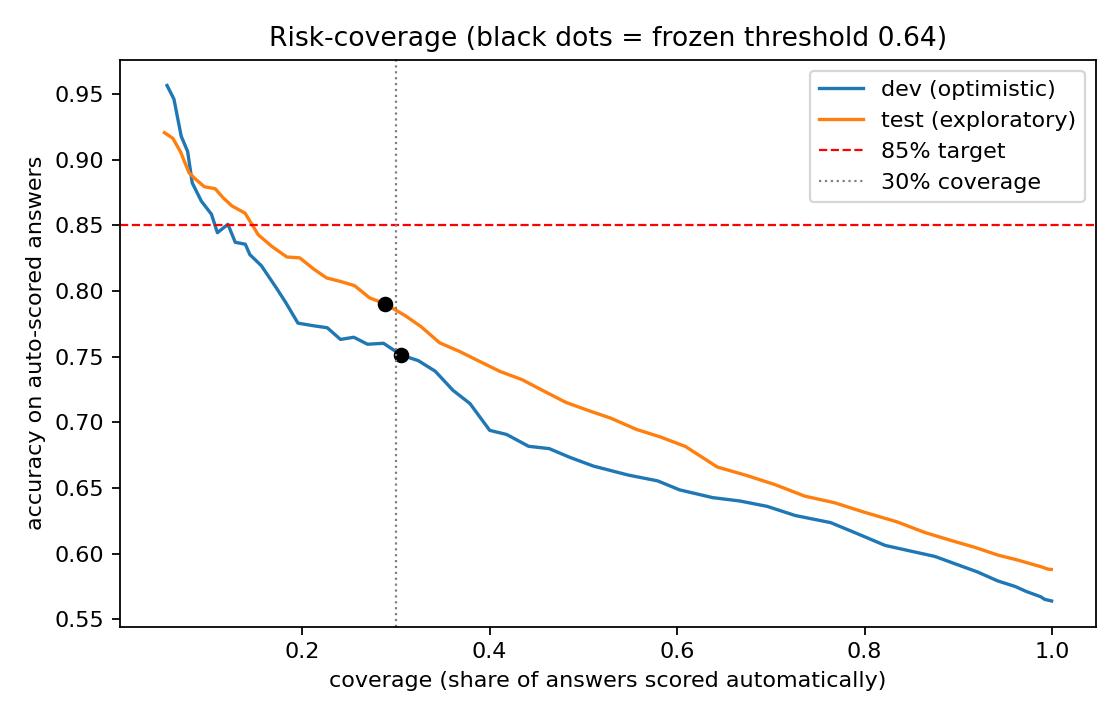 Risk-coverage (black dots = frozen threshold 0.64)
dev (optimistic)
test (exploratory)
85% target
30% coverage
accuracy on auto-scored answers
0.95
0.90
0.85
0.80
0.75
0.70
0.65
0.60
0.55
0.2 0.4 0.6 0.8 1.0
coverage (share of answers scored automatically)